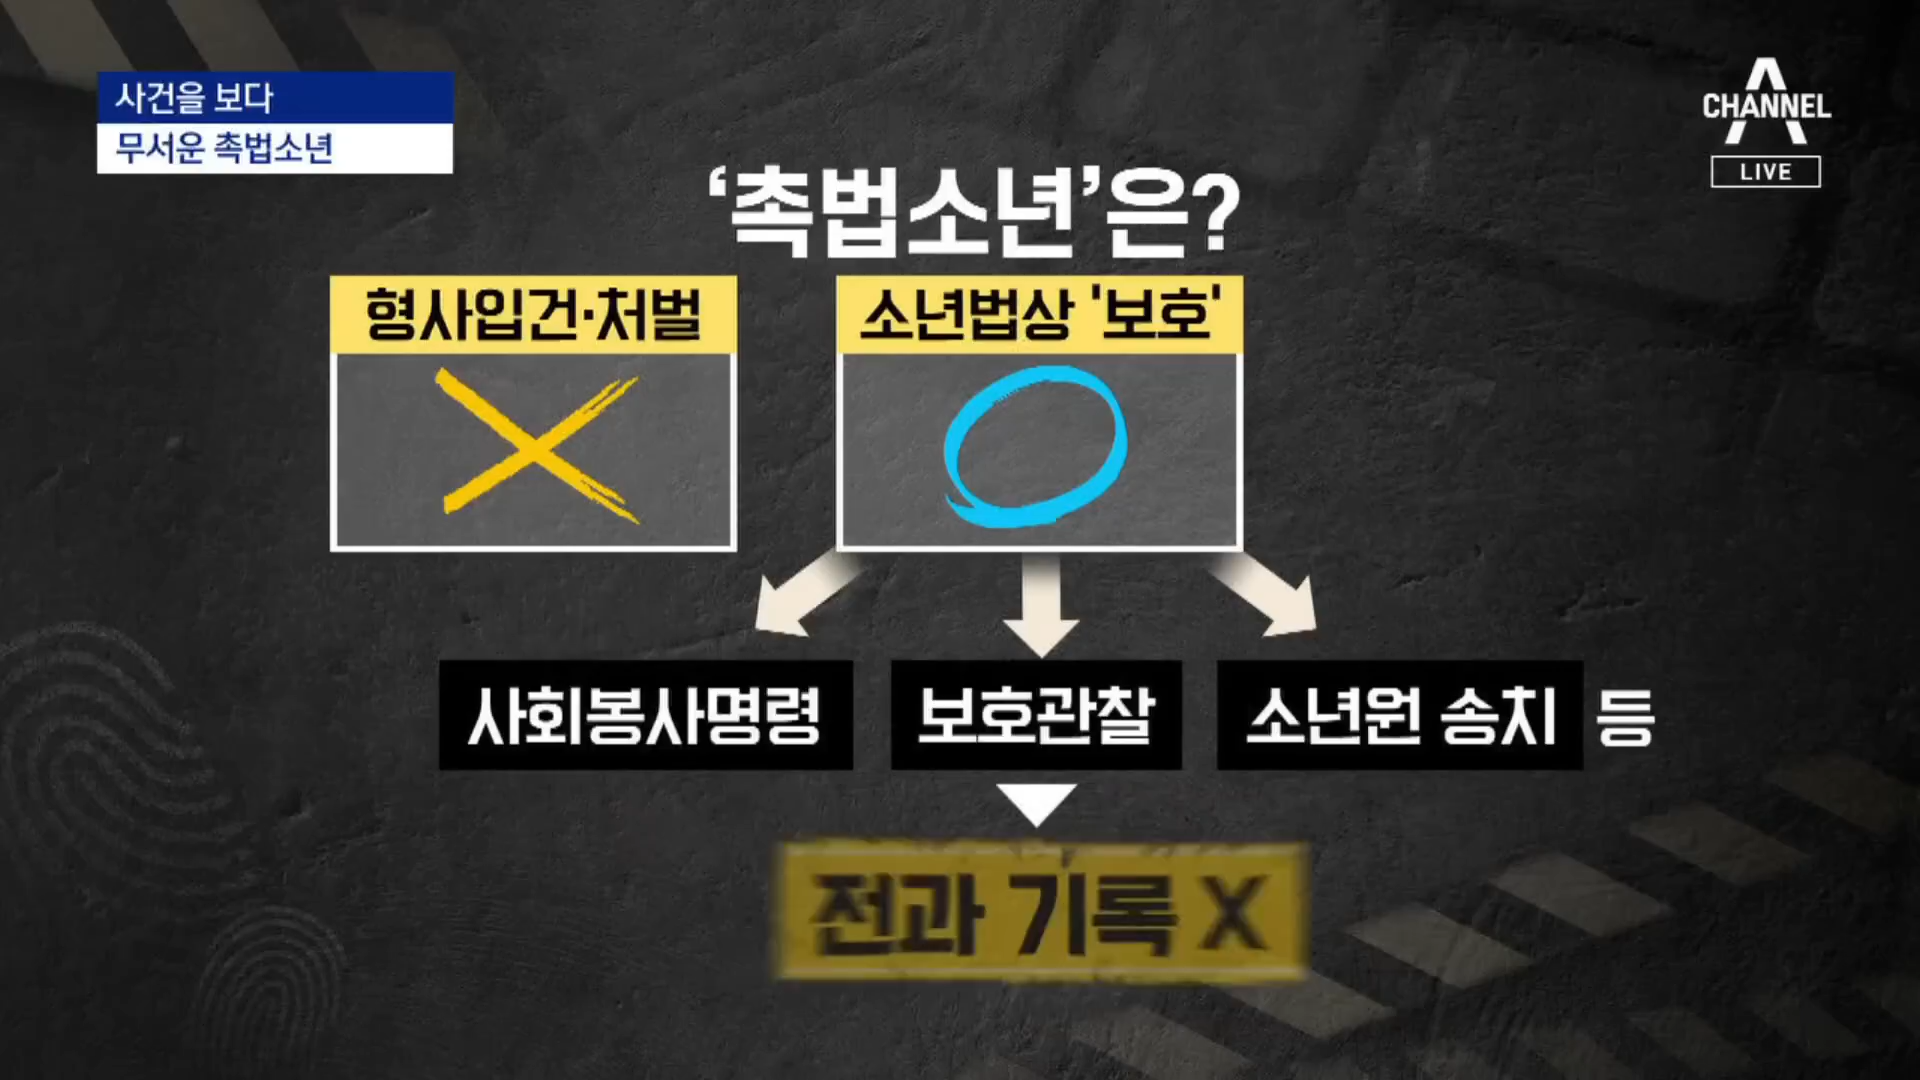 사건을 보다
무서운 촉법소년
CHANNEL A
LIVE
‘촉법소년’은?
형사입건·처벌
소년법상 '보호'
사회봉사명령
보호관찰
소년원 송치 등
전과 기록 X